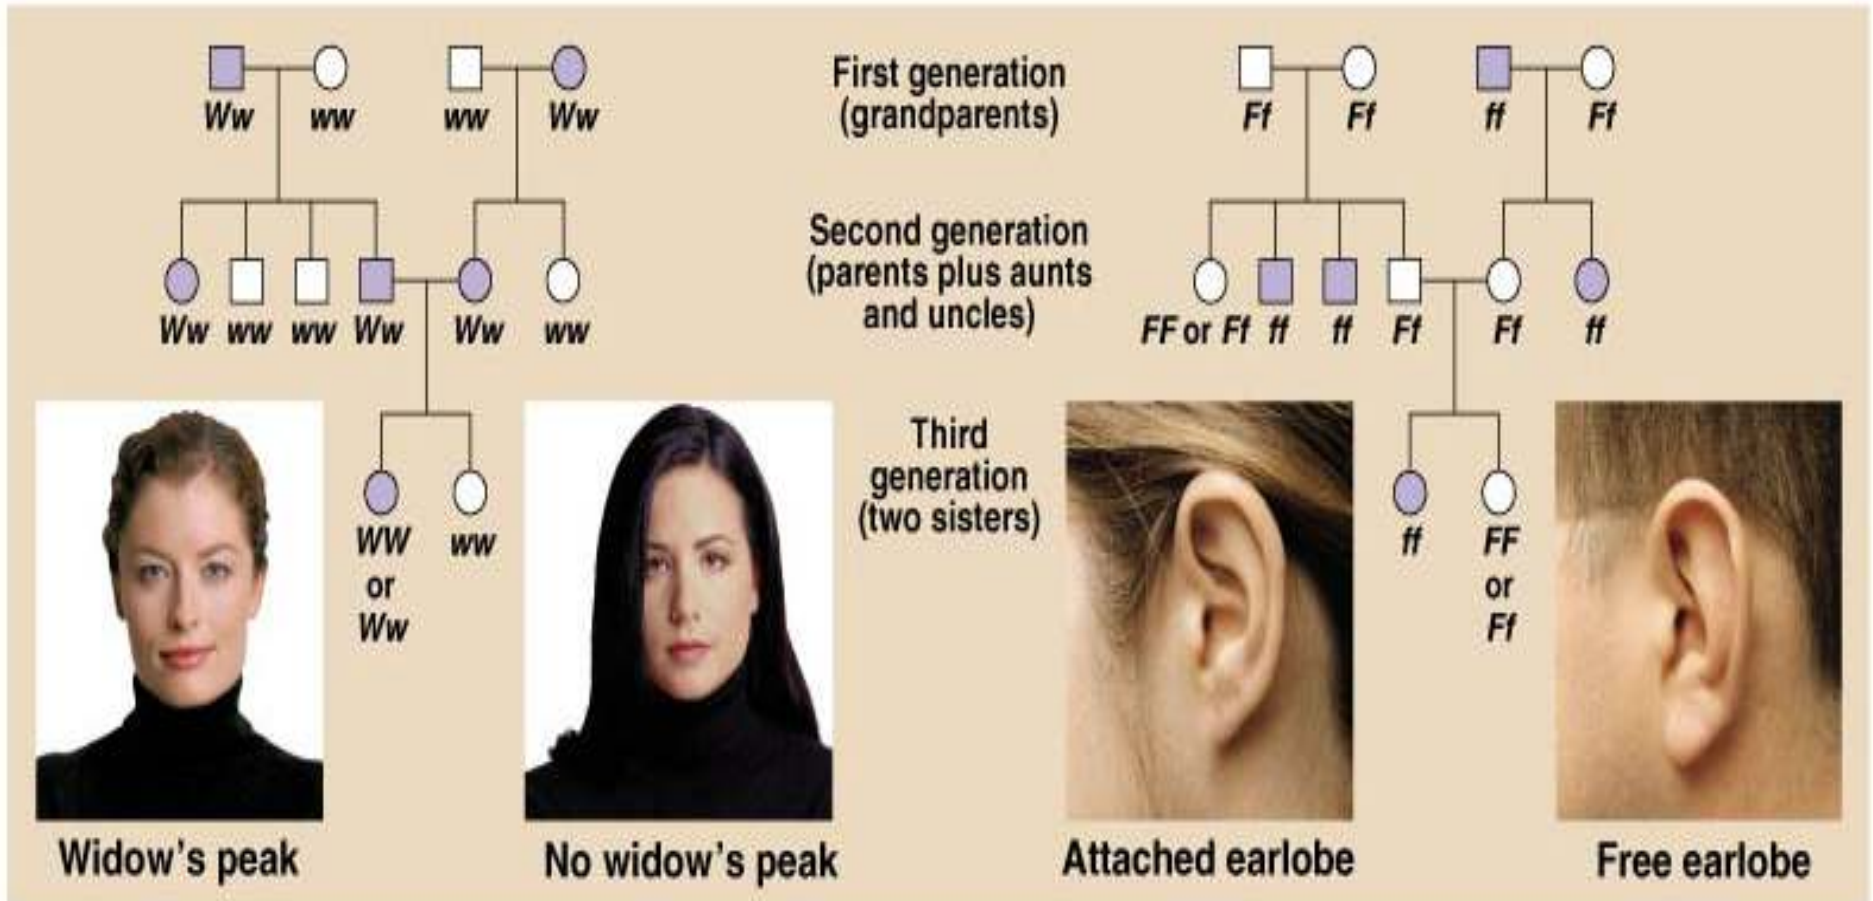 Ww ww ww Ww
First generation
(grandparents)
Ff Ff ff Ff
Second generation
(parents plus aunts
and uncles)
Ww ww ww Ww Ww ww
FF or Ff ff ff Ff Ff ff
Third
generation
(two sisters)
WW
or
Ww
ww
ff
FF
or
Ff
Widow's peak
No widow's peak
Attached earlobe
Free earlobe